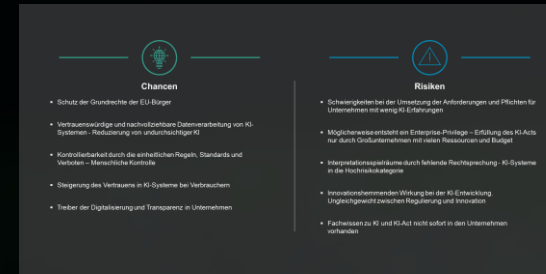 Chancen
• Schutz der Grundrechte der EU-Bürger
• Vertrauenswürdige und nachvollziehbare Datenverarbeitung von KI-
Systemen - Reduzierung von undurchsichtiger KI
• Kontrollierbarkeit durch die einheitlichen Regeln, Standards und
Verboten – Menschliche Kontrolle
• Steigerung des Vertrauens in KI-Systeme bei Verbrauchern
• Treiber der Digitalisierung und Transparenz in Unternehmen
Risiken
• Schwierigkeiten bei der Umsetzung der Anforderungen und Pflichten für
Unternehmen mit wenig KI-Erfahrungen
• Möglicherweise entsteht ein Enterprise-Privilege – Erfüllung des KI-Acts
nur durch Großunternehmen mit vielen Ressourcen und Budget
• Interpretationsspielräume durch fehlende Rechtsprechung - KI-Systeme
in die Hochrisikokategorie
• Innovationshemmenden Wirkung bei der KI-Entwicklung.
Ungleichgewicht zwischen Regulierung und Innovation
• Fachwissen zu KI und KI-Act nicht sofort in den Unternehmen
vorhanden